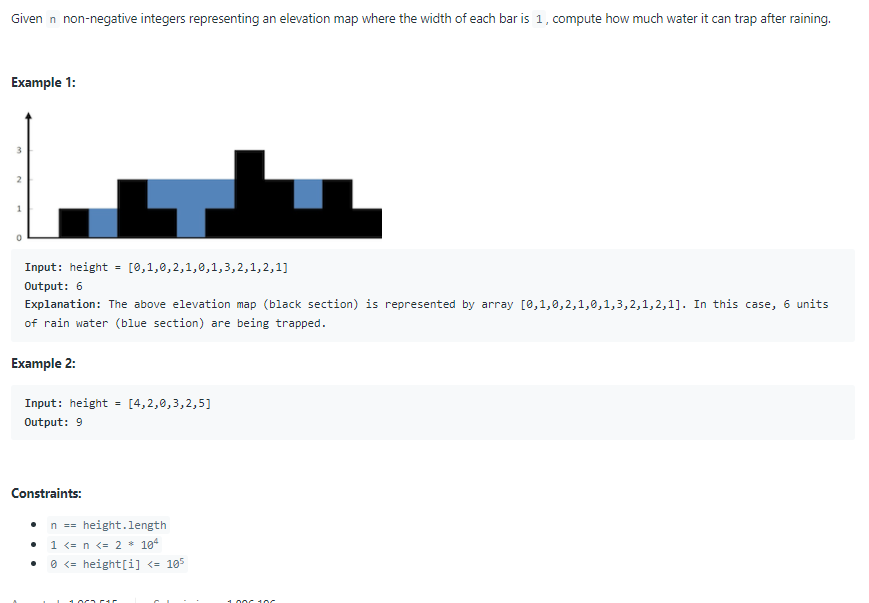 Given n non-negative integers representing an elevation map where the width of each bar is 1, compute how much water it can trap after raining.
Example 1:
3
2
1
0
Input: height = [0,1,0,2,1,0,1,3,2,1,2,1]
Output: 6
Explanation: The above elevation map (black section) is represented by array [0,1,0,2,1,0,1,3,2,1,2,1]. In this case, 6 units
of rain water (blue section) are being trapped.
Example 2:
Input: height = [4,2,0,3,2,5]
Output: 9
Constraints:
• n == height.length
• 1 <= n <= 2 * 10⁴
• 0 <= height[i] <= 10⁵